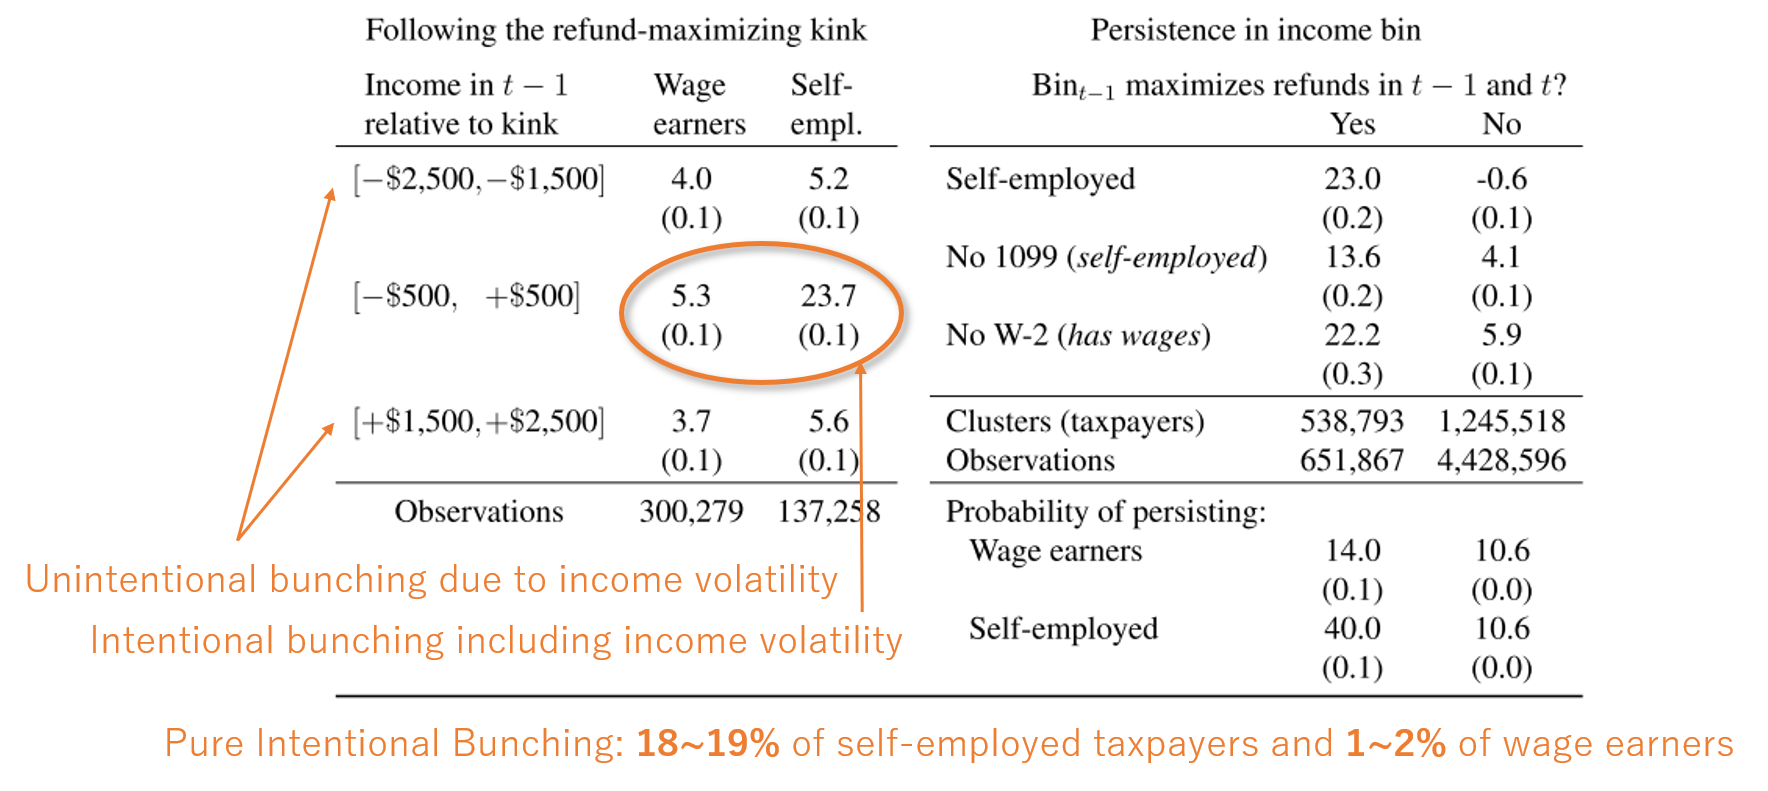 Following the refund-maximizing kink
Income in t − 1 Wage Self-
relative to kink earners empl.
[−$2,500,−$1,500] 4.0 5.2
(0.1) (0.1)
[−$500, +$500] 5.3 23.7
(0.1) (0.1)
[+$1,500,+$2,500] 3.7 5.6
(0.1) (0.1)
Observations 300,279 137,258
Persistence in income bin
Bin_{t−1} maximizes refunds in t − 1 and t?
Yes No
Self-employed 23.0 -0.6
(0.2) (0.1)
No 1099 (self-employed) 13.6 4.1
(0.2) (0.1)
No W-2 (has wages) 22.2 5.9
(0.3) (0.1)
Clusters (taxpayers) 538,793 1,245,518
Observations 651,867 4,428,596
Probability of persisting:
Wage earners 14.0 10.6
(0.1) (0.0)
Self-employed 40.0 10.6
(0.1) (0.0)
Unintentional bunching due to income volatility
Intentional bunching including income volatility
Pure Intentional Bunching: 18~19% of self-employed taxpayers and 1~2% of wage earners